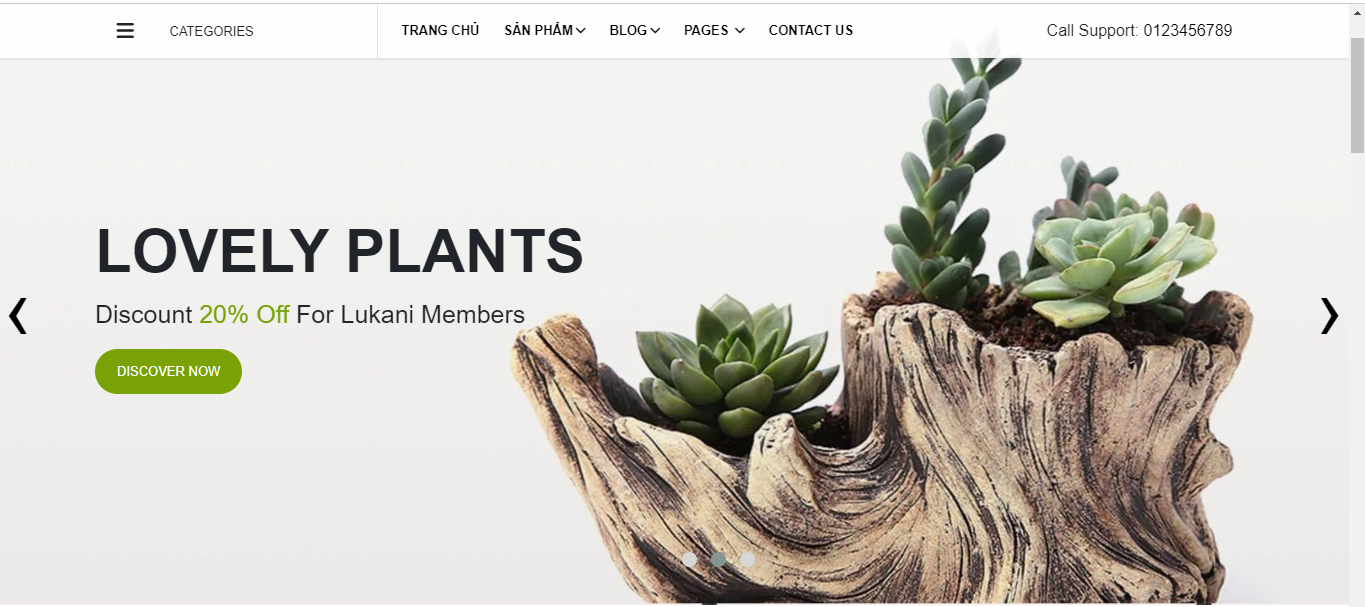 CATEGORIES
TRANG CHỦ SẢN PHẨM BLOG PAGES CONTACT US
Call Support: 0123456789
LOVELY PLANTS
Discount 20% Off For Lukani Members
DISCOVER NOW